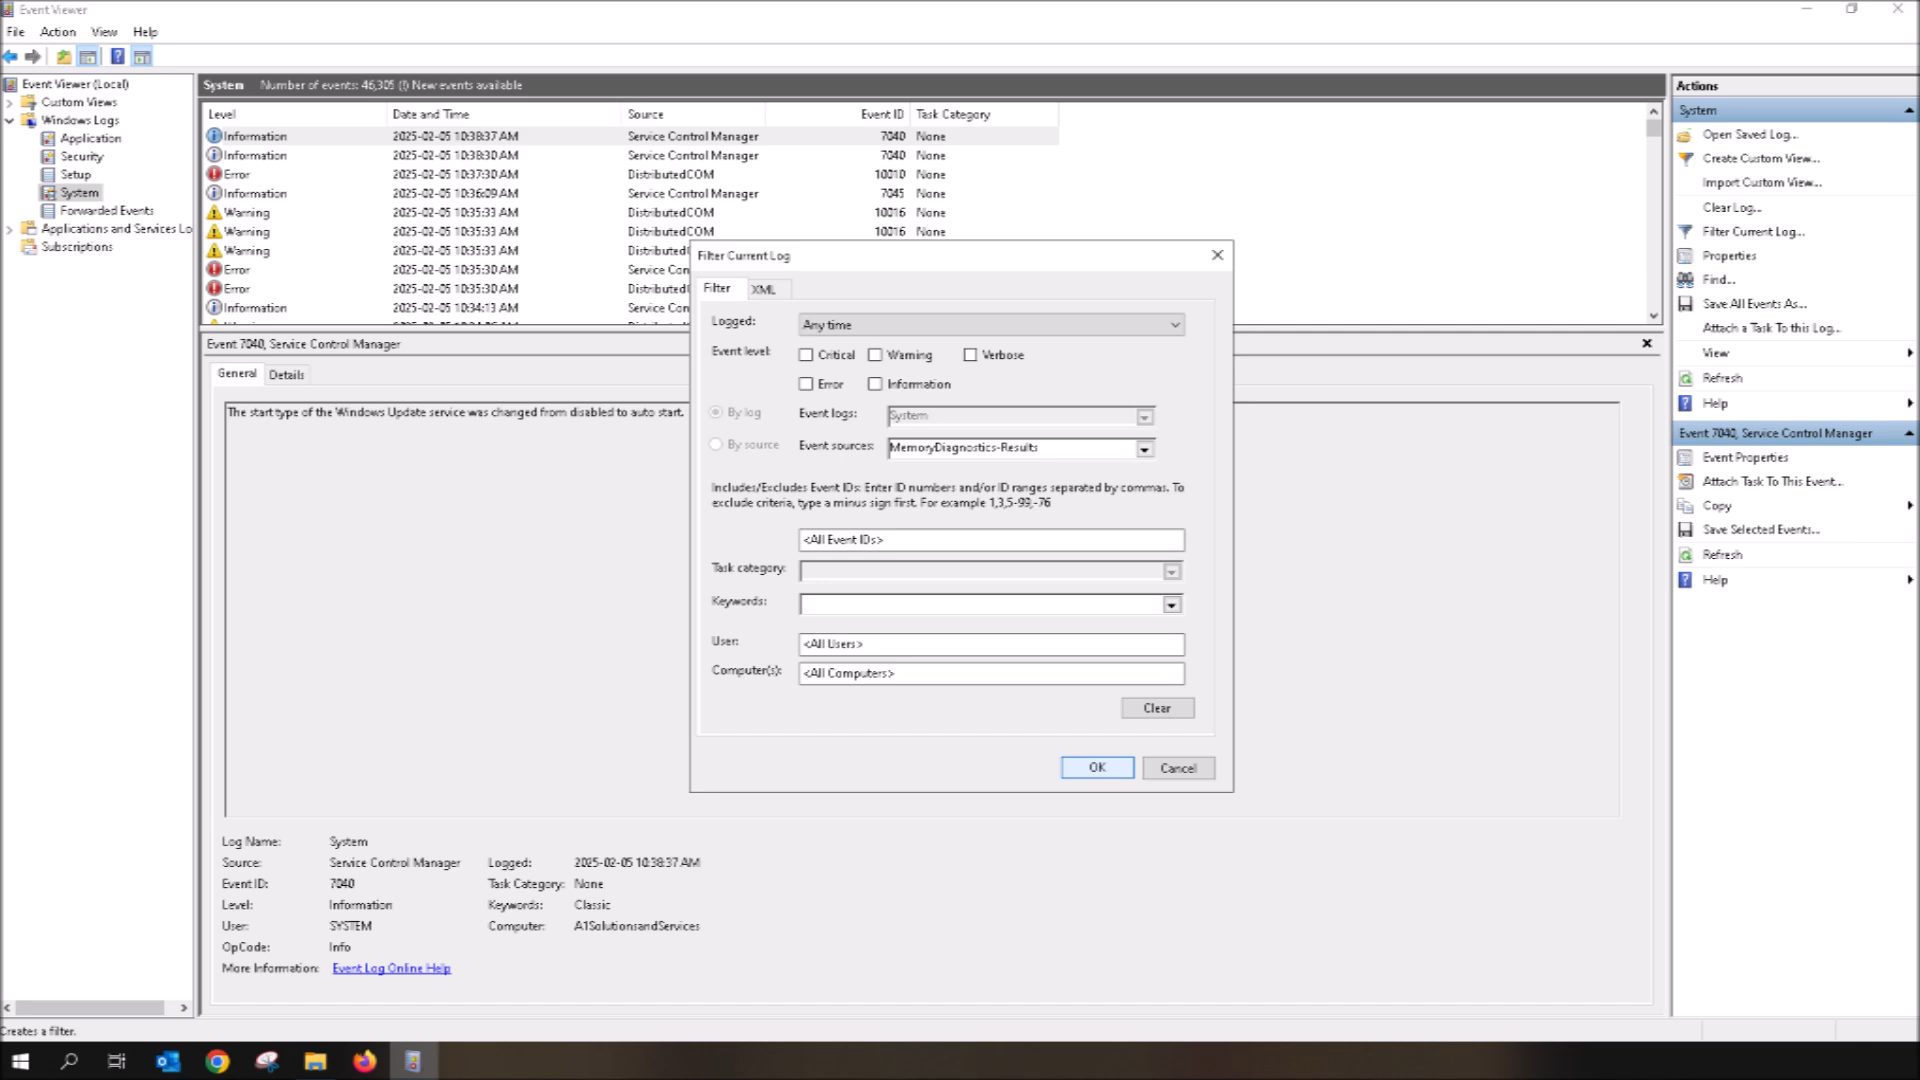 Event Viewer
File Action View Help
Event Viewer (Local)
Custom Views
Windows Logs
Application
Security
Setup
System
Forwarded Events
Applications and Services Lo
Subscriptions
System Number of events: 46,305 (!) New events available
Level Date and Time Source Event ID Task Category
Information 2025-02-05 10:38:37 AM Service Control Manager 7040 None
Information 2025-02-05 10:38:30 AM Service Control Manager 7040 None
Error 2025-02-05 10:37:30 AM DistributedCOM 10010 None
Information 2025-02-05 10:36:09 AM Service Control Manager 7045 None
Warning 2025-02-05 10:35:33 AM DistributedCOM 10016 None
Warning 2025-02-05 10:35:33 AM DistributedCOM 10016 None
Warning 2025-02-05 10:35:33 AM Distributed
Error 2025-02-05 10:35:30 AM Service Con
Error 2025-02-05 10:35:30 AM Distributed
Information 2025-02-05 10:34:13 AM Service Con
Event 7040, Service Control Manager
General Details
The start type of the Windows Update service was changed from disabled to auto start.
Log Name: System
Source: Service Control Manager Logged: 2025-02-05 10:38:37 AM
Event ID: 7040 Task Category: None
Level: Information Keywords: Classic
User: SYSTEM Computer: A1SolutionsandServices
OpCode: Info
More Information: Event Log Online Help
Filter Current Log
Filter XML
Logged: Any time
Event level: Critical Warning Verbose
Error Information
By log Event logs: System
By source Event sources: MemoryDiagnostics-Results
Includes/Excludes Event IDs: Enter ID numbers and/or ID ranges separated by commas. To
exclude criteria, type a minus sign first. For example 1,3,5-99,-76
<All Event IDs>
Task category:
Keywords:
User: <All Users>
Computer(s): <All Computers>
Clear
OK Cancel
Actions
System
Open Saved Log...
Create Custom View...
Import Custom View...
Clear Log...
Filter Current Log...
Properties
Find...
Save All Events As...
Attach a Task To this Log...
View
Refresh
Help
Event 7040, Service Control Manager
Event Properties
Attach Task To This Event...
Copy
Save Selected Events...
Refresh
Help
Creates a filter.